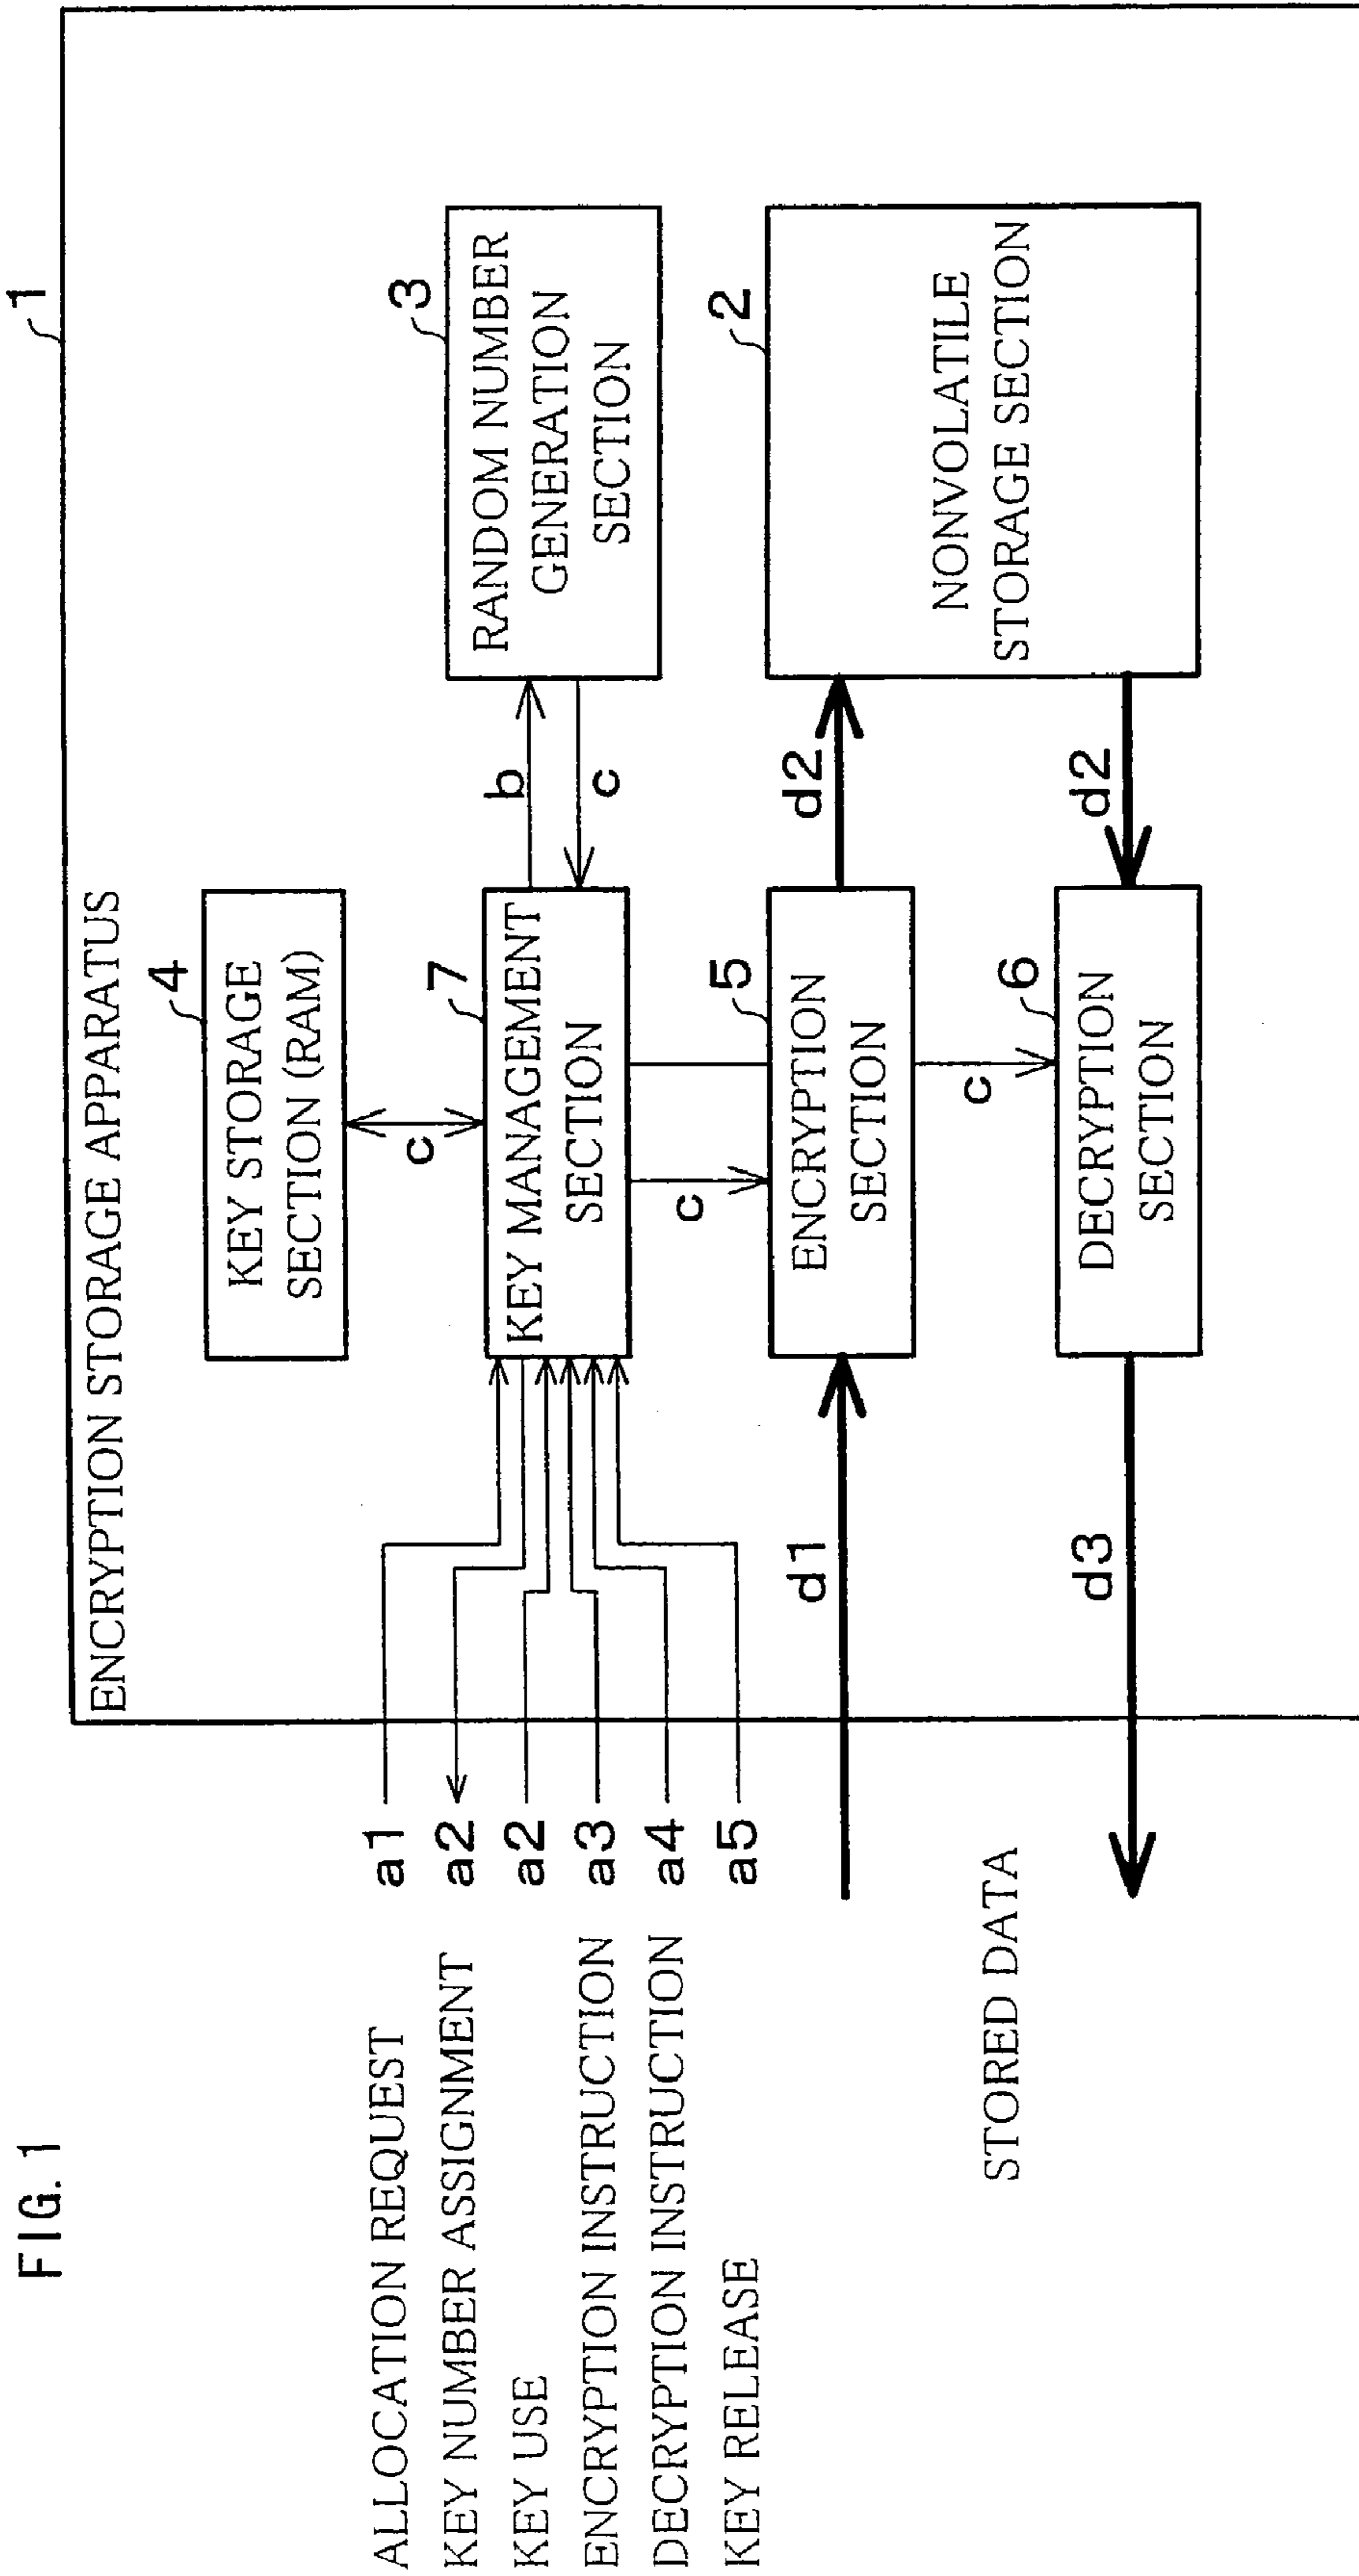 FIG. 1
1
ENCRYPTION STORAGE APPARATUS
4
KEY STORAGE
SECTION (RAM)
c
ALLOCATION REQUEST
a1
KEY NUMBER ASSIGNMENT
a2
KEY USE
a2
ENCRYPTION INSTRUCTION
a3
DECRYPTION INSTRUCTION
a4
KEY RELEASE
a5
7
KEY MANAGEMENT
SECTION
b
c
3
RANDOM NUMBER
GENERATION
SECTION
c
5
ENCRYPTION
SECTION
d1
d2
2
NONVOLATILE
STORAGE SECTION
c
STORED DATA
6
DECRYPTION
SECTION
d3
d2